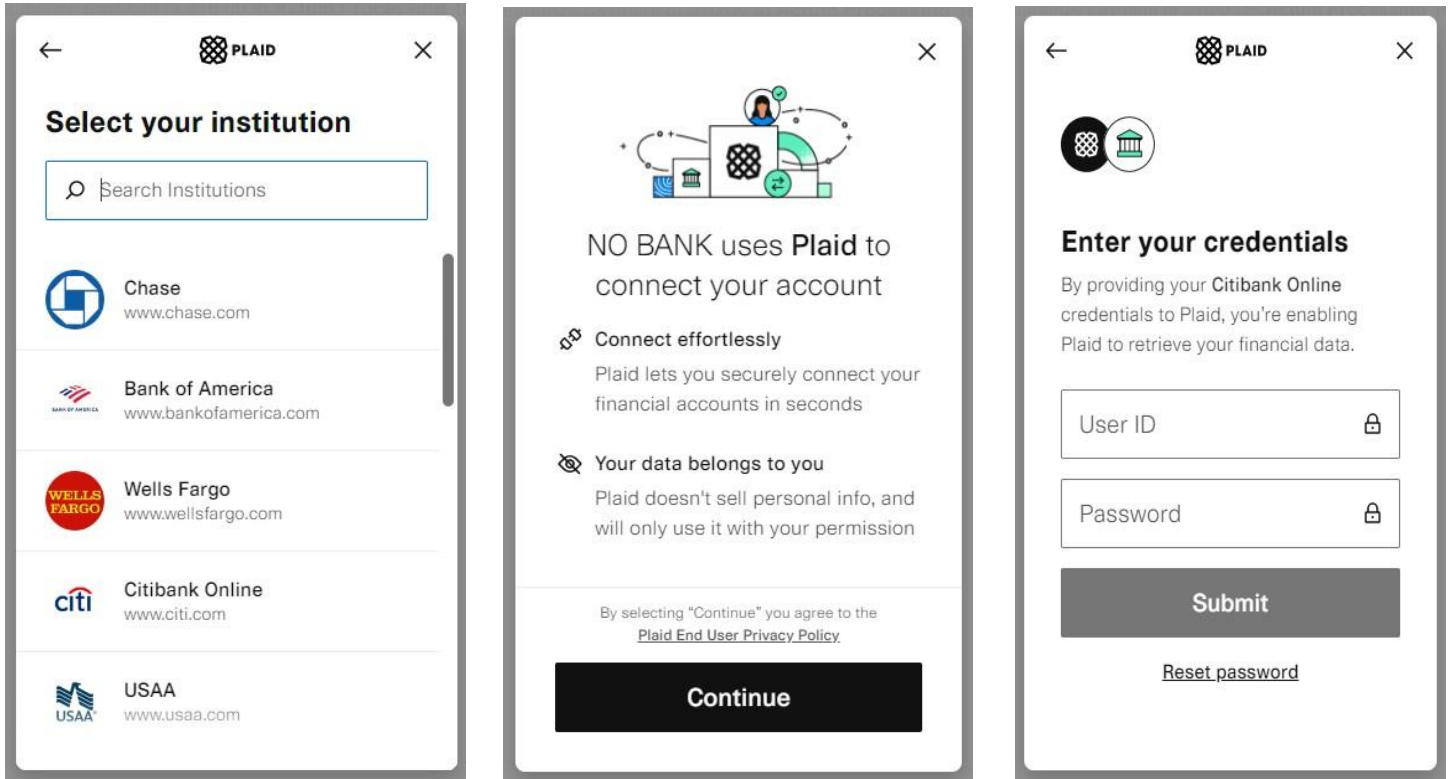 PLAID
Select your institution
Search Institutions
Chase
www.chase.com
BANK OF AMERICA
Bank of America
www.bankofamerica.com
WELLS
FARGO
Wells Fargo
www.wellsfargo.com
citi
Citibank Online
www.citi.com
USAA
USAA
www.usaa.com
NO BANK uses Plaid to
connect your account
Connect effortlessly
Plaid lets you securely connect your
financial accounts in seconds
Your data belongs to you
Plaid doesn't sell personal info, and
will only use it with your permission
By selecting “Continue” you agree to the
Plaid End User Privacy Policy
Continue
PLAID
Enter your credentials
By providing your Citibank Online
credentials to Plaid, you’re enabling
Plaid to retrieve your financial data.
User ID
Password
Submit
Reset password